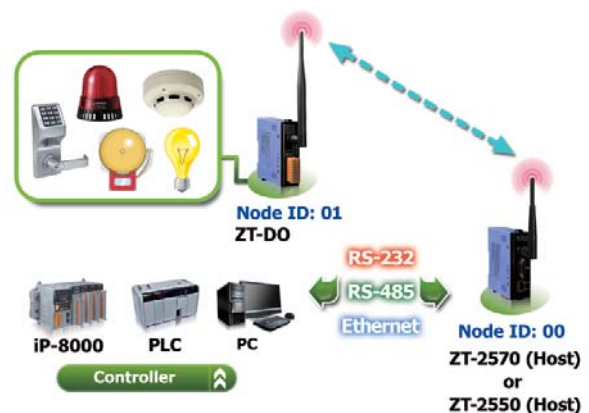 Node ID: 01
ZT-DO
RS-232
RS-485
Ethernet
iP-8000
PLC
PC
Controller
Node ID: 00
ZT-2570 (Host)
or
ZT-2550 (Host)